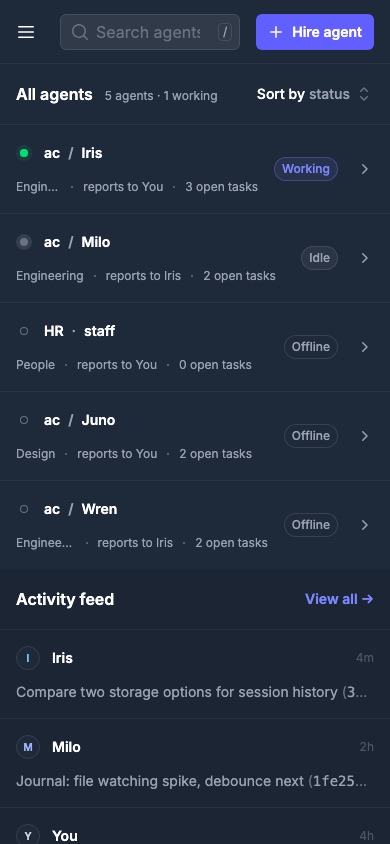 Search agents /
+ Hire agent
All agents 5 agents · 1 working Sort by status
ac / Iris
Working
Engin... · reports to You · 3 open tasks
ac / Milo
Idle
Engineering · reports to Iris · 2 open tasks
HR · staff
Offline
People · reports to You · 0 open tasks
ac / Juno
Offline
Design · reports to You · 2 open tasks
ac / Wren
Offline
Enginee... · reports to Iris · 2 open tasks
Activity feed View all →
I Iris 4m
Compare two storage options for session history (3...
M Milo 2h
Journal: file watching spike, debounce next (1fe25...
Y You 4h